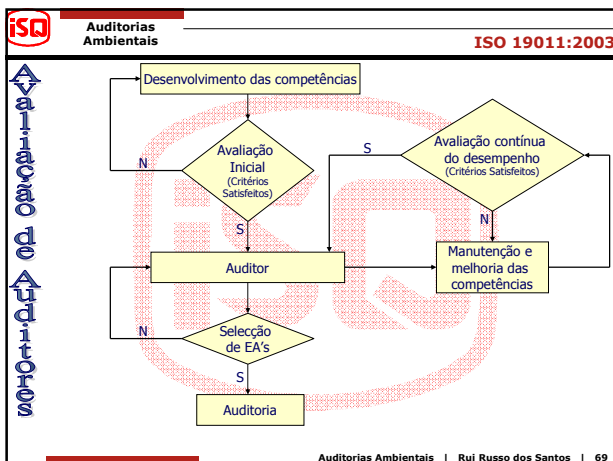 isQ
Auditorias
Ambientais
ISO 19011:2003
Avaliação de Auditores
Desenvolvimento das competências
Avaliação
Inicial
(Critérios
Satisfeitos)
N
S
Avaliação contínua
do desempenho
(Critérios Satisfeitos)
S
N
Auditor
Manutenção e
melhoria das
competências
Selecção
de EA's
N
S
Auditoria
Auditorias Ambientais | Rui Russo dos Santos | 69